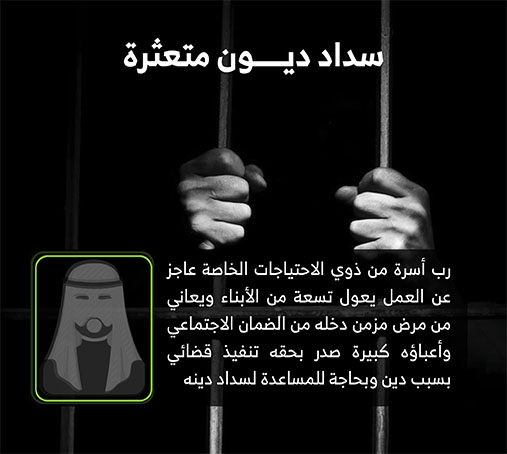 سداد ديـــون متعثرة
رب أسرة من ذوي الاحتياجات الخاصة عاجز
عن العمل يعول تسعة من الأبناء ويعاني
من مرض مزمن دخله من الضمان الاجتماعي
وأعباؤه كبيرة صدر بحقه تنفيذ قضائي
بسبب دين وبحاجة للمساعدة لسداد دينه